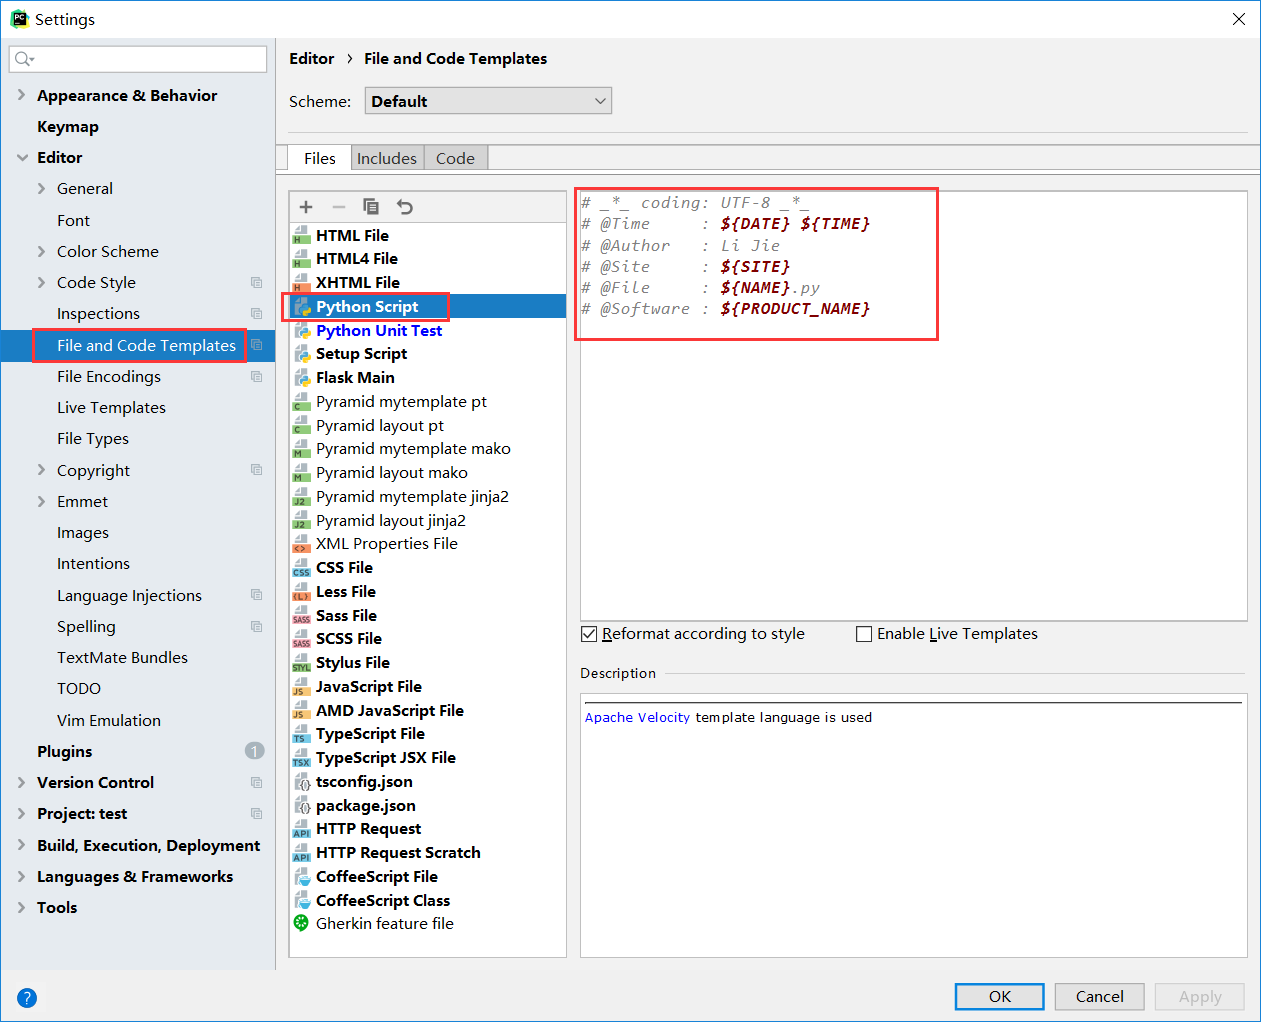 Settings
Appearance & Behavior
Keymap
Editor
General
Font
Color Scheme
Code Style
Inspections
File and Code Templates
File Encodings
Live Templates
File Types
Copyright
Emmet
Images
Intentions
Language Injections
Spelling
TextMate Bundles
TODO
Vim Emulation
Plugins 1
Version Control
Project: test
Build, Execution, Deployment
Languages & Frameworks
Tools
Editor › File and Code Templates
Scheme: Default
Files Includes Code
HTML File
HTML4 File
XHTML File
Python Script
Python Unit Test
Setup Script
Flask Main
Pyramid mytemplate pt
Pyramid layout pt
Pyramid mytemplate mako
Pyramid layout mako
Pyramid mytemplate jinja2
Pyramid layout jinja2
XML Properties File
CSS File
Less File
Sass File
SCSS File
Stylus File
JavaScript File
AMD JavaScript File
TypeScript File
TypeScript JSX File
tsconfig.json
package.json
HTTP Request
HTTP Request Scratch
CoffeeScript File
CoffeeScript Class
Gherkin feature file
# _*_ coding: UTF-8 _*_
# @Time : ${DATE} ${TIME}
# @Author : Li Jie
# @Site : ${SITE}
# @File : ${NAME}.py
# @Software : ${PRODUCT_NAME}
Reformat according to style Enable Live Templates
Description
Apache Velocity template language is used
? OK Cancel Apply